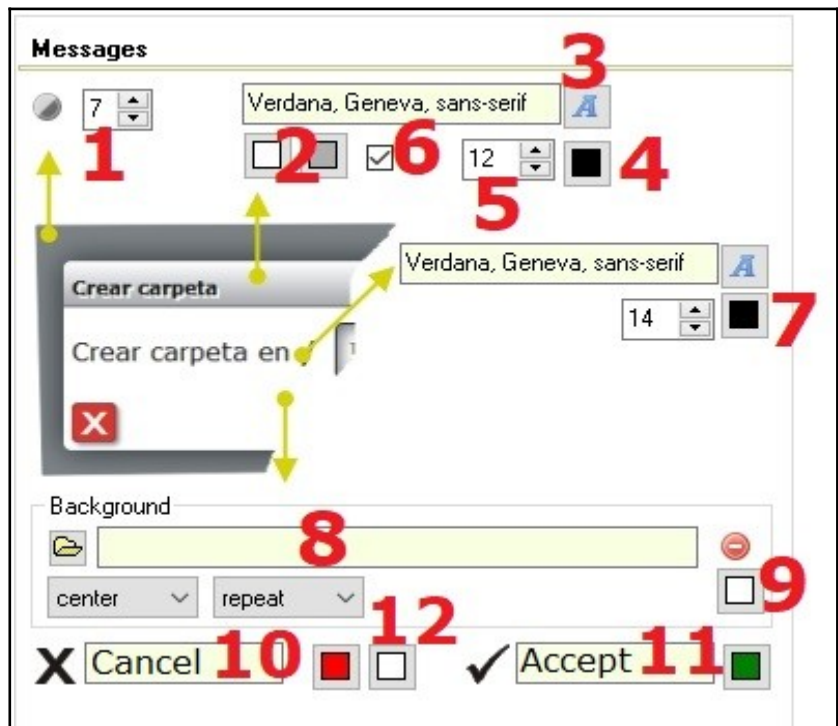 Messages
3
7 Verdana, Geneva, sans-serif A
1 2 6 12 4
5
Verdana, Geneva, sans-serif A
Crear carpeta
14 7
Crear carpeta en /
X
Background
8
9
center repeat
12
X Cancel 10 Accept 11